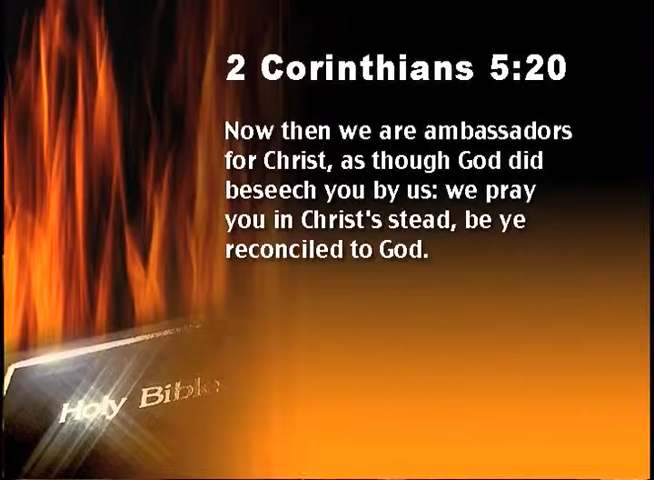 2 Corinthians 5:20
Now then we are ambassadors
for Christ, as though God did
beseech you by us: we pray
you in Christ's stead, be ye
reconciled to God.
Holy Bible